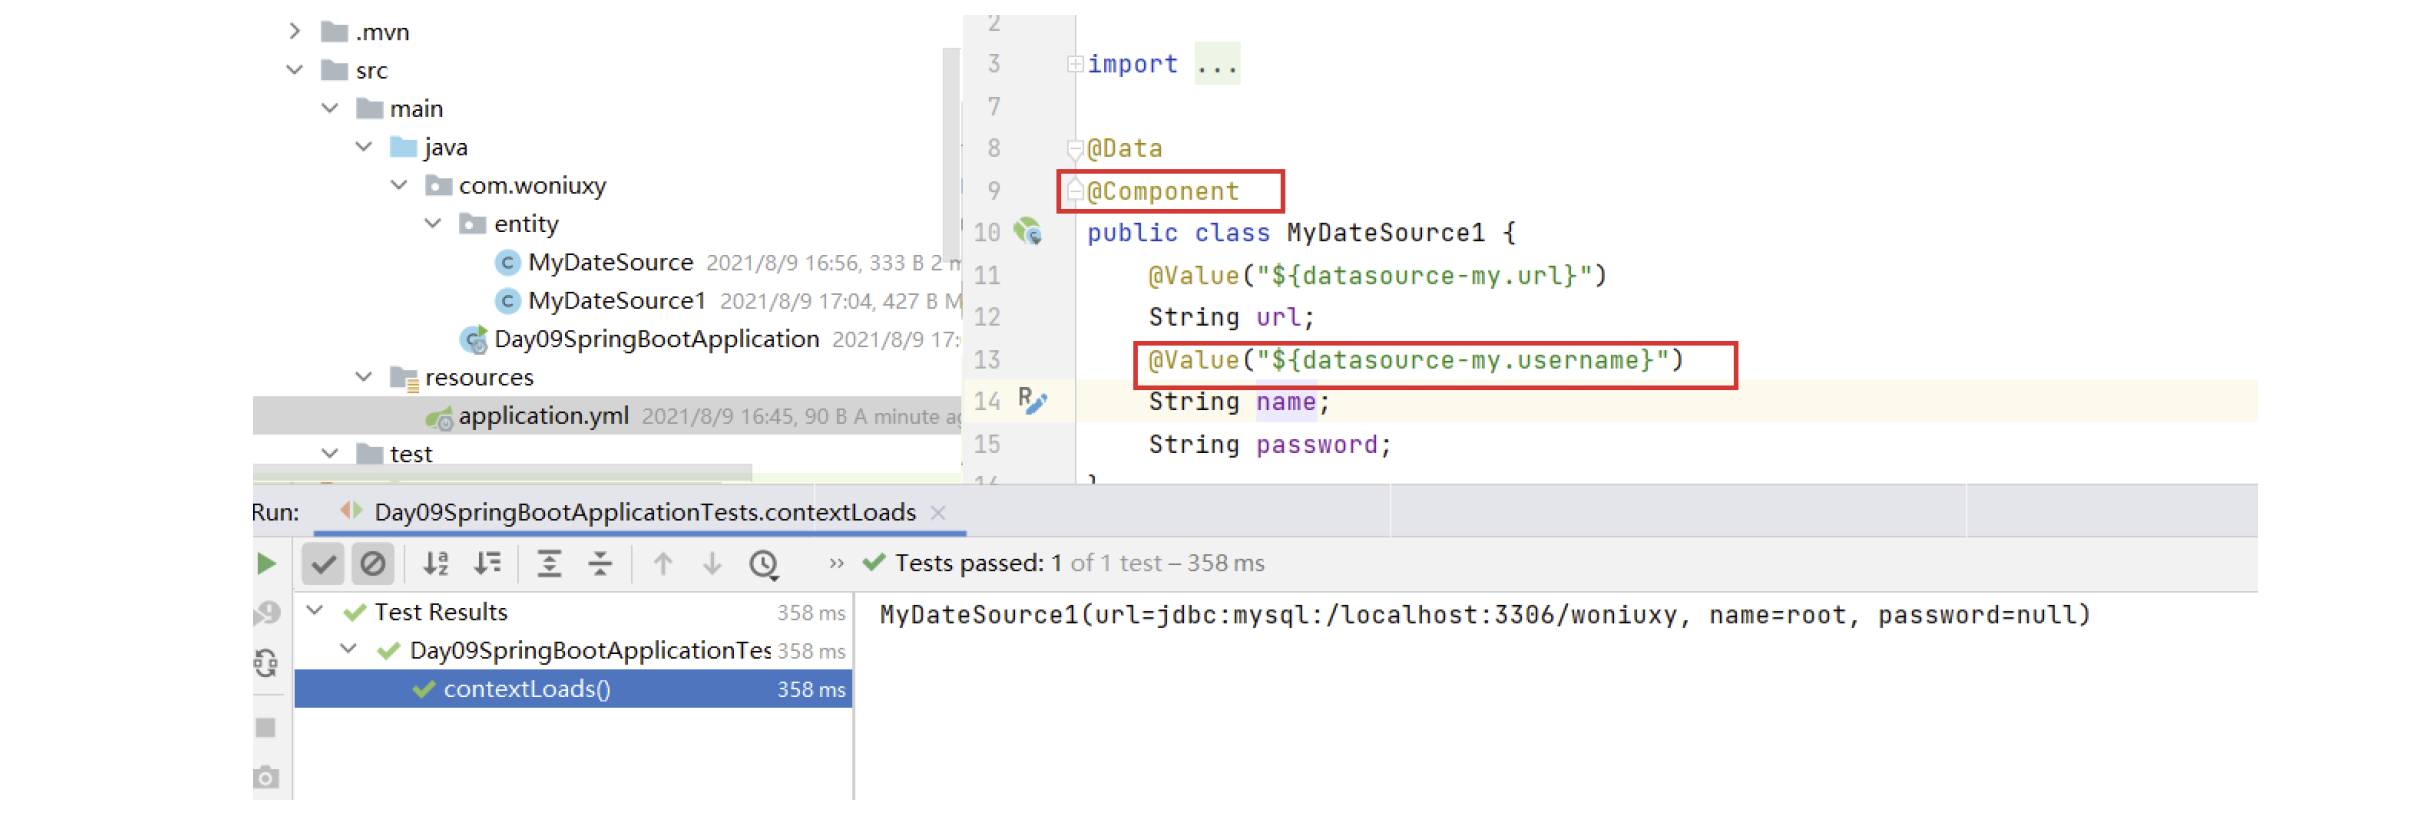 .mvn
src
main
java
com.woniuxy
entity
MyDateSource 2021/8/9 16:56, 333 B 2
MyDateSource1 2021/8/9 17:04, 427 B M
Day09SpringBootApplication 2021/8/9 17:
resources
application.yml 2021/8/9 16:45, 90 B A minute
test
2
3 import ...
7
8 @Data
9 @Component
10 public class MyDateSource1 {
11 @Value("${datasource-my.url}")
12 String url;
13 @Value("${datasource-my.username}")
14 String name;
15 String password;
16 }
Run: Day09SpringBootApplicationTests.contextLoads
Tests passed: 1 of 1 test – 358 ms
Test Results 358 ms
Day09SpringBootApplicationTes 358 ms
contextLoads() 358 ms
MyDateSource1(url=jdbc:mysql:/localhost:3306/woniuxy, name=root, password=null)